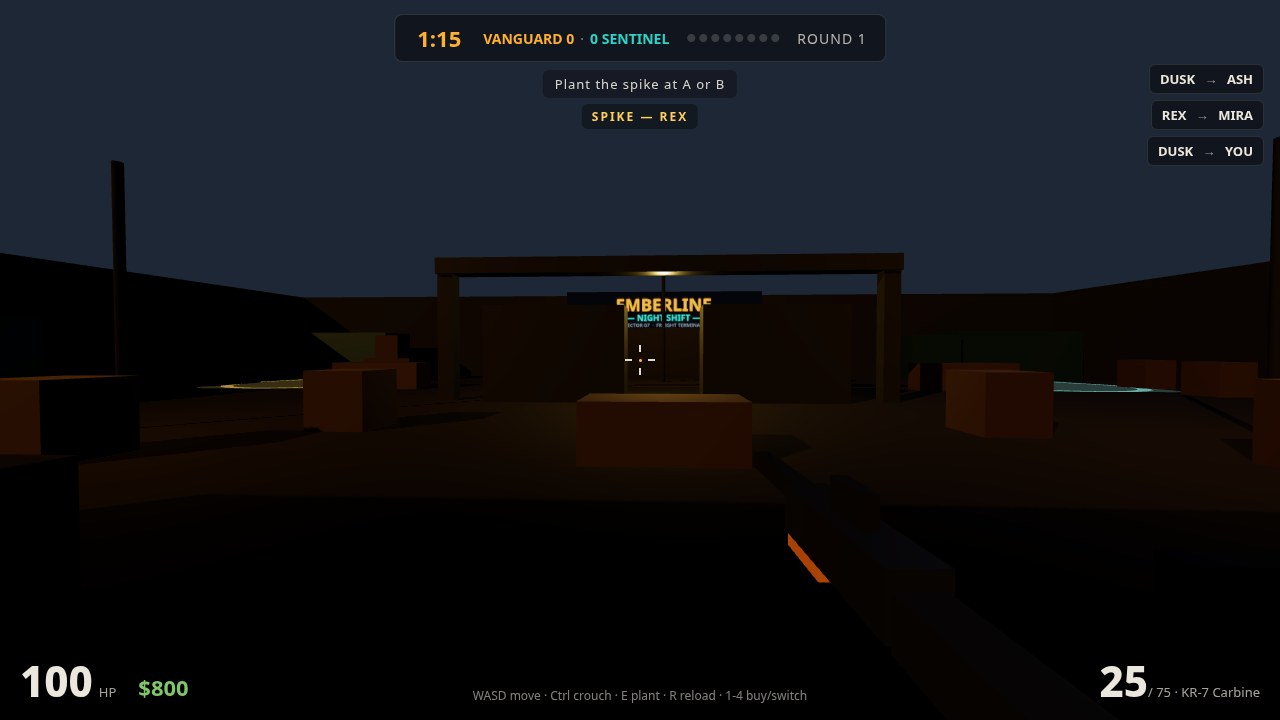 1:15 VANGUARD 0 · 0 SENTINEL ROUND 1
Plant the spike at A or B
SPIKE — REX
DUSK → ASH
REX → MIRA
DUSK → YOU
EMBERLINE
— NIGHT SHIFT —
100 HP $800
WASD move · Ctrl crouch · E plant · R reload · 1-4 buy/switch
25 / 75 · KR-7 Carbine